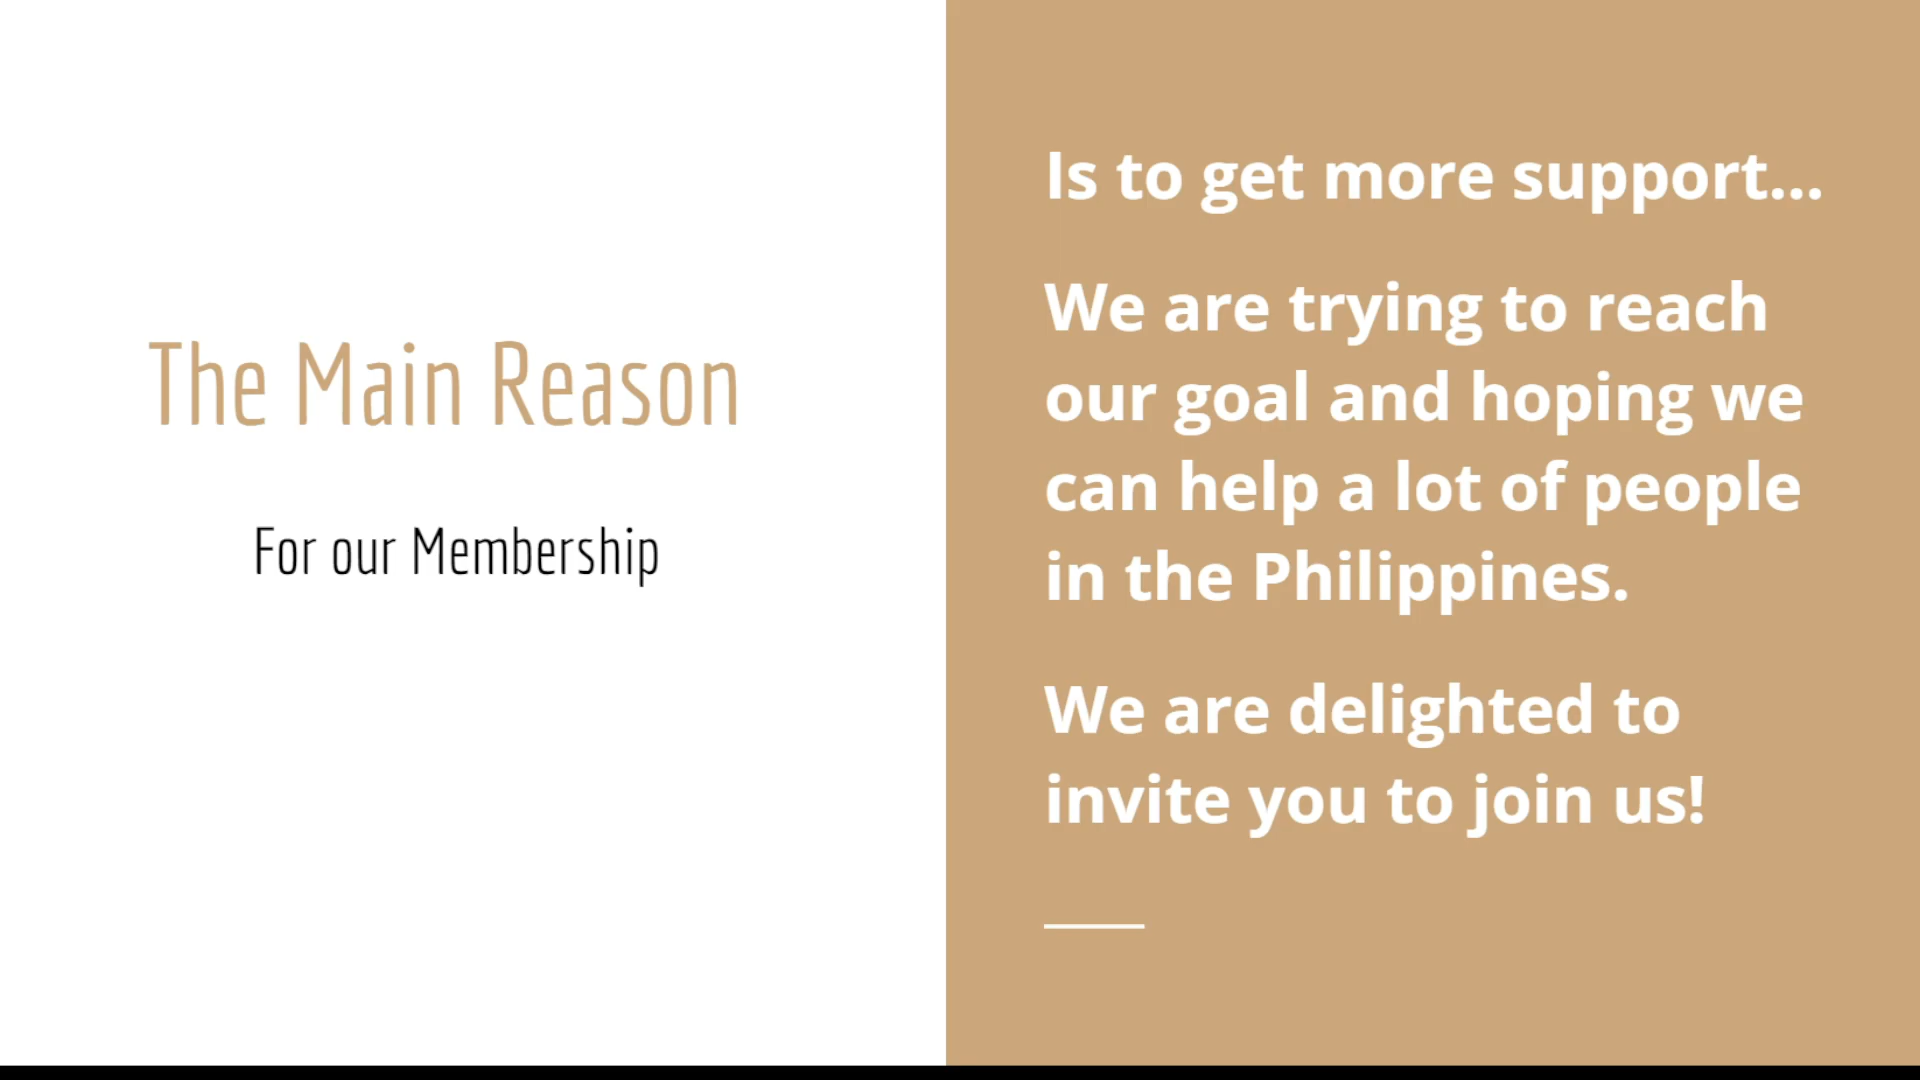 The Main Reason
For our Membership
Is to get more support...
We are trying to reach
our goal and hoping we
can help a lot of people
in the Philippines.
We are delighted to
invite you to join us!